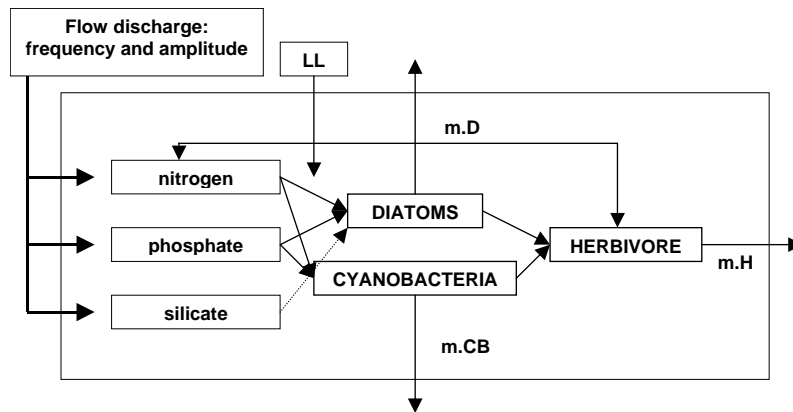 Flow discharge:
frequency and amplitude
LL
m.D
nitrogen
DIATOMS
phosphate
HERBIVORE
m.H
CYANOBACTERIA
silicate
m.CB